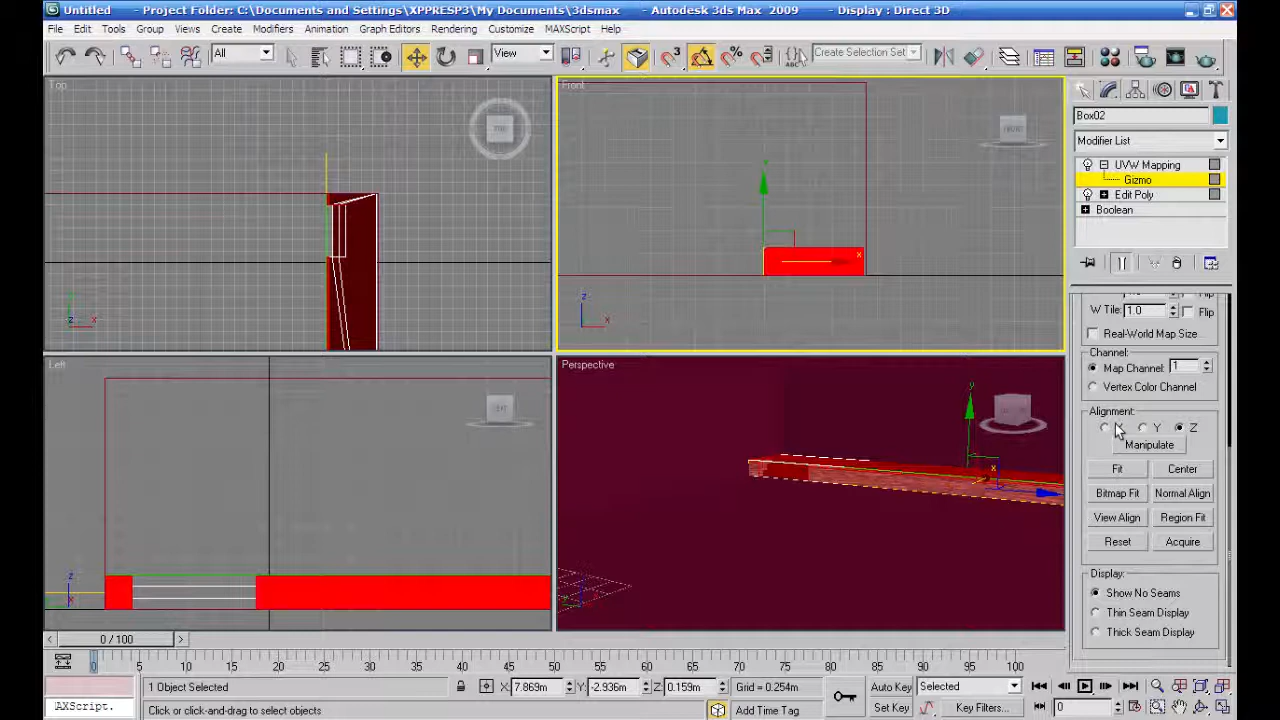 Untitled - Project Folder: C:\Documents and Settings\XPPRESP3\My Documents\3dsmax - Autodesk 3ds Max 2009 - Display : Direct 3D
File Edit Tools Group Views Create Modifiers Animation Graph Editors Rendering Customize MAXScript Help
All View 3 Create Selection Set
Top
TOP
Front
FRONT
y
x
z
x
z
x
Left
LEFT
z
y
Perspective
y
x
Box02
Modifier List
UVW Mapping
Gizmo
Edit Poly
Boolean
Flip
W Tile: 1.0 Flip
Real-World Map Size
Channel:
Map Channel: 1
Vertex Color Channel
Alignment:
Y Z
Manipulate
Fit Center
Bitmap Fit Normal Align
View Align Region Fit
Reset Acquire
Display:
Show No Seams
Thin Seam Display
Thick Seam Display
0 / 100
0 5 10 15 20 25 30 35 40 45 50 55 60 65 70 75 80 85 90 95 100
1 Object Selected X: 7.869m Y: -2.936m Z: 0.159m Grid = 0.254m Auto Key Selected
AXScript. Click or click-and-drag to select objects Add Time Tag Set Key Key Filters... 0